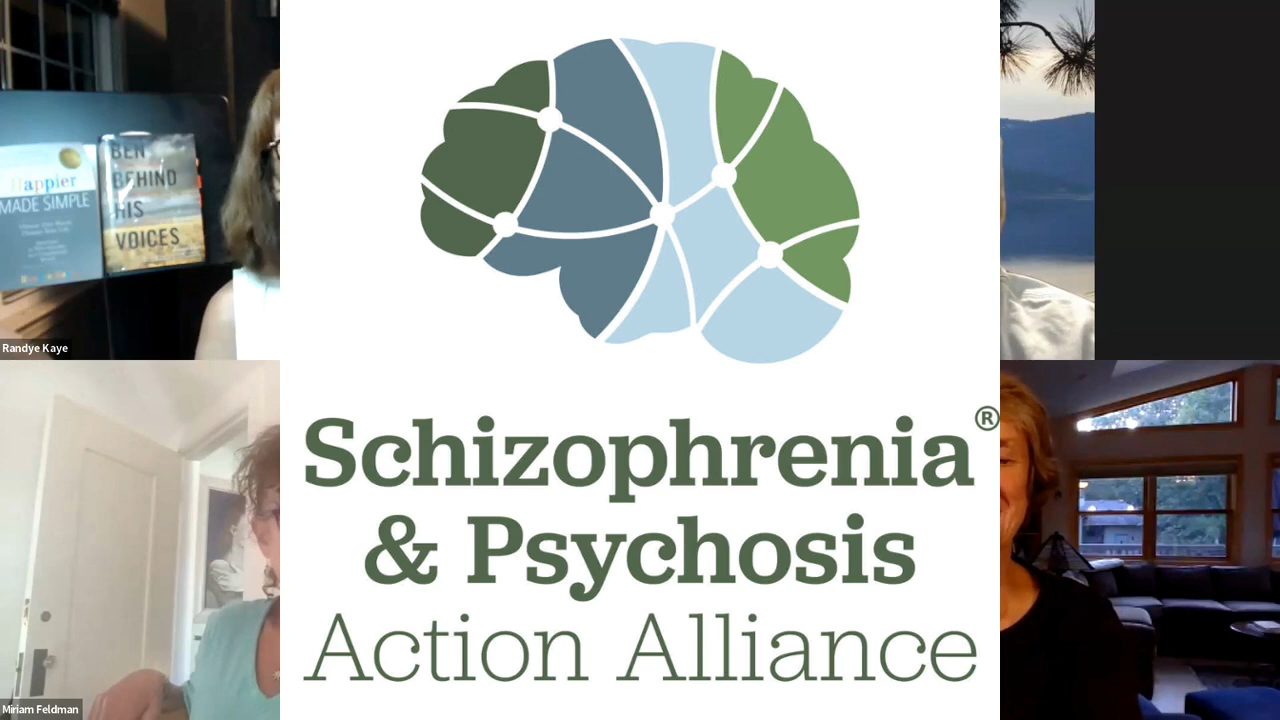 BEN
BEHIND
HIS
VOICES
Happier
MADE SIMPLE
Randye Kaye
Schizophrenia®
& Psychosis
Action Alliance
Miriam Feldman